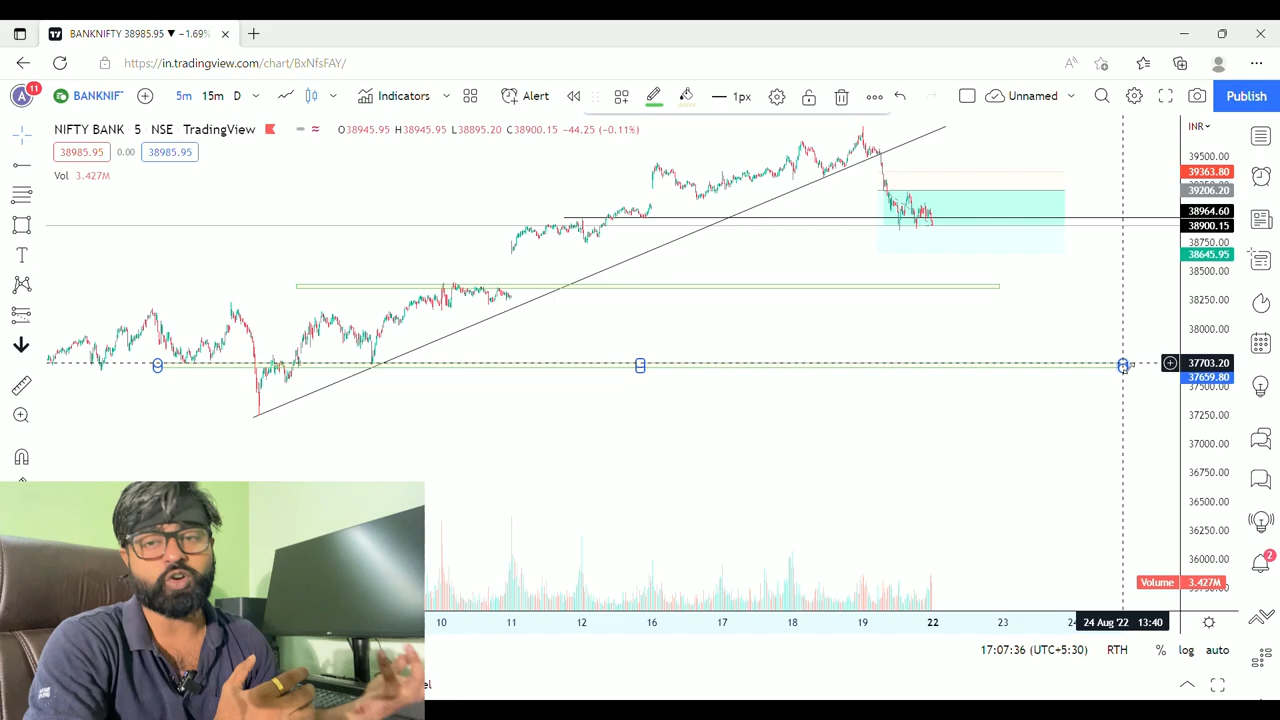 BANKNIFTY 38985.95 ▼ −1.69%
https://in.tradingview.com/chart/BxNfsFAY/
A 11 BANKNIF 5m 15m D Indicators Alert 1px Unnamed Publish
NIFTY BANK 5 NSE TradingView O38945.95 H38945.95 L38895.20 C38900.15 −44.25 (−0.11%)
INR
38985.95 0.00 38985.95
Vol 3.427M
39500.00
39363.80
39206.20
38964.60
38900.15
38750.00
38645.95
38500.00
38250.00
38000.00
37703.20
37659.80
37500.00
37250.00
37000.00
36750.00
36500.00
36250.00
36000.00
2
Volume 3.427M
10 11 12 16 17 18 19 22 23 24 Aug '22 13:40
17:07:36 (UTC+5:30) RTH % log auto